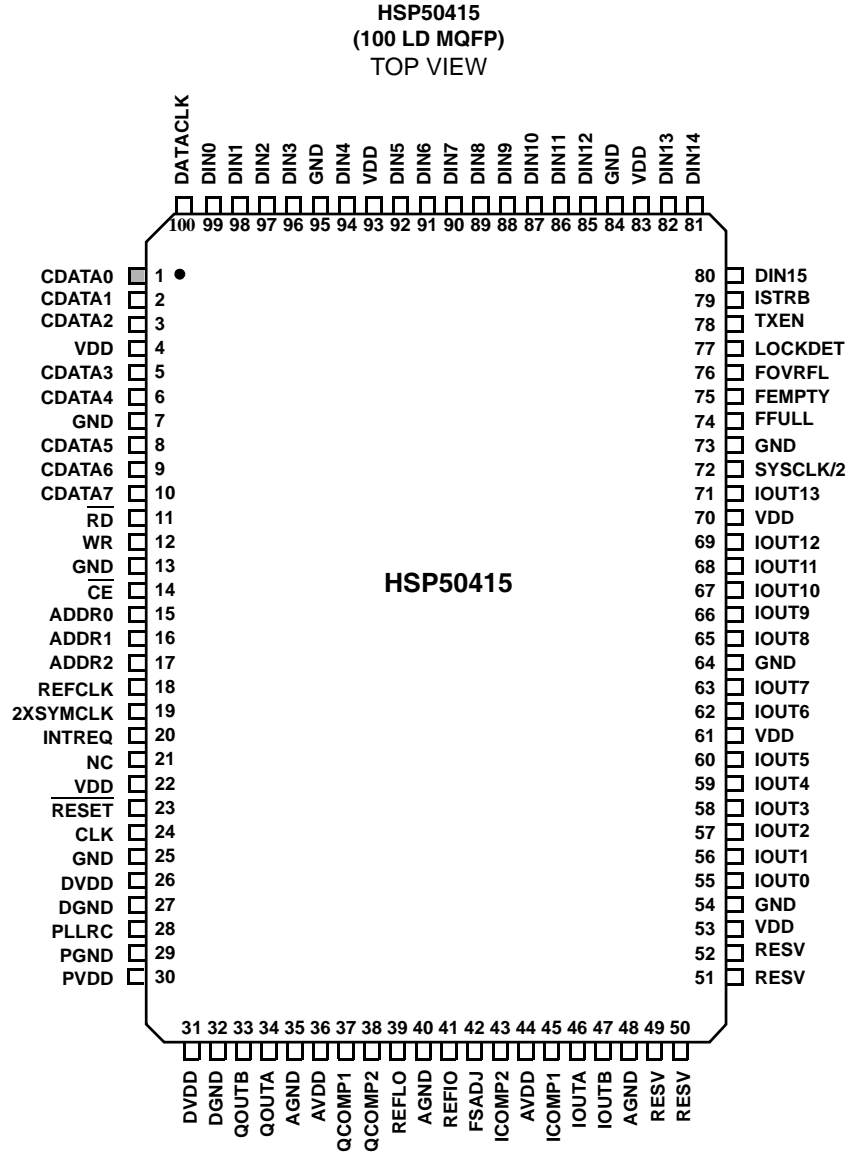 HSP50415
(100 LD MQFP)
TOP VIEW
DATACLK DIN0 DIN1 DIN2 DIN3 GND DIN4 VDD DIN5 DIN6 DIN7 DIN8 DIN9 DIN10 DIN11 DIN12 GND VDD DIN13 DIN14
100 99 98 97 96 95 94 93 92 91 90 89 88 87 86 85 84 83 82 81
CDATA0 1 80 DIN15
CDATA1 2 79 ISTRB
CDATA2 3 78 TXEN
VDD 4 77 LOCKDET
CDATA3 5 76 FOVRFL
CDATA4 6 75 FEMPTY
GND 7 74 FFULL
CDATA5 8 73 GND
CDATA6 9 72 SYSCLK/2
CDATA7 10 71 IOUT13
RD 11 70 VDD
WR 12 69 IOUT12
GND 13 68 IOUT11
CE 14 HSP50415 67 IOUT10
ADDR0 15 66 IOUT9
ADDR1 16 65 IOUT8
ADDR2 17 64 GND
REFCLK 18 63 IOUT7
2XSYMCLK 19 62 IOUT6
INTREQ 20 61 VDD
NC 21 60 IOUT5
VDD 22 59 IOUT4
RESET 23 58 IOUT3
CLK 24 57 IOUT2
GND 25 56 IOUT1
DVDD 26 55 IOUT0
DGND 27 54 GND
PLLRC 28 53 VDD
PGND 29 52 RESV
PVDD 30 51 RESV
31 32 33 34 35 36 37 38 39 40 41 42 43 44 45 46 47 48 49 50
DVDD DGND QOUTB QOUTA AGND AVDD QCOMP1 QCOMP2 REFLO AGND REFIO FSADJ ICOMP2 AVDD ICOMP1 IOUTA IOUTB AGND RESV RESV